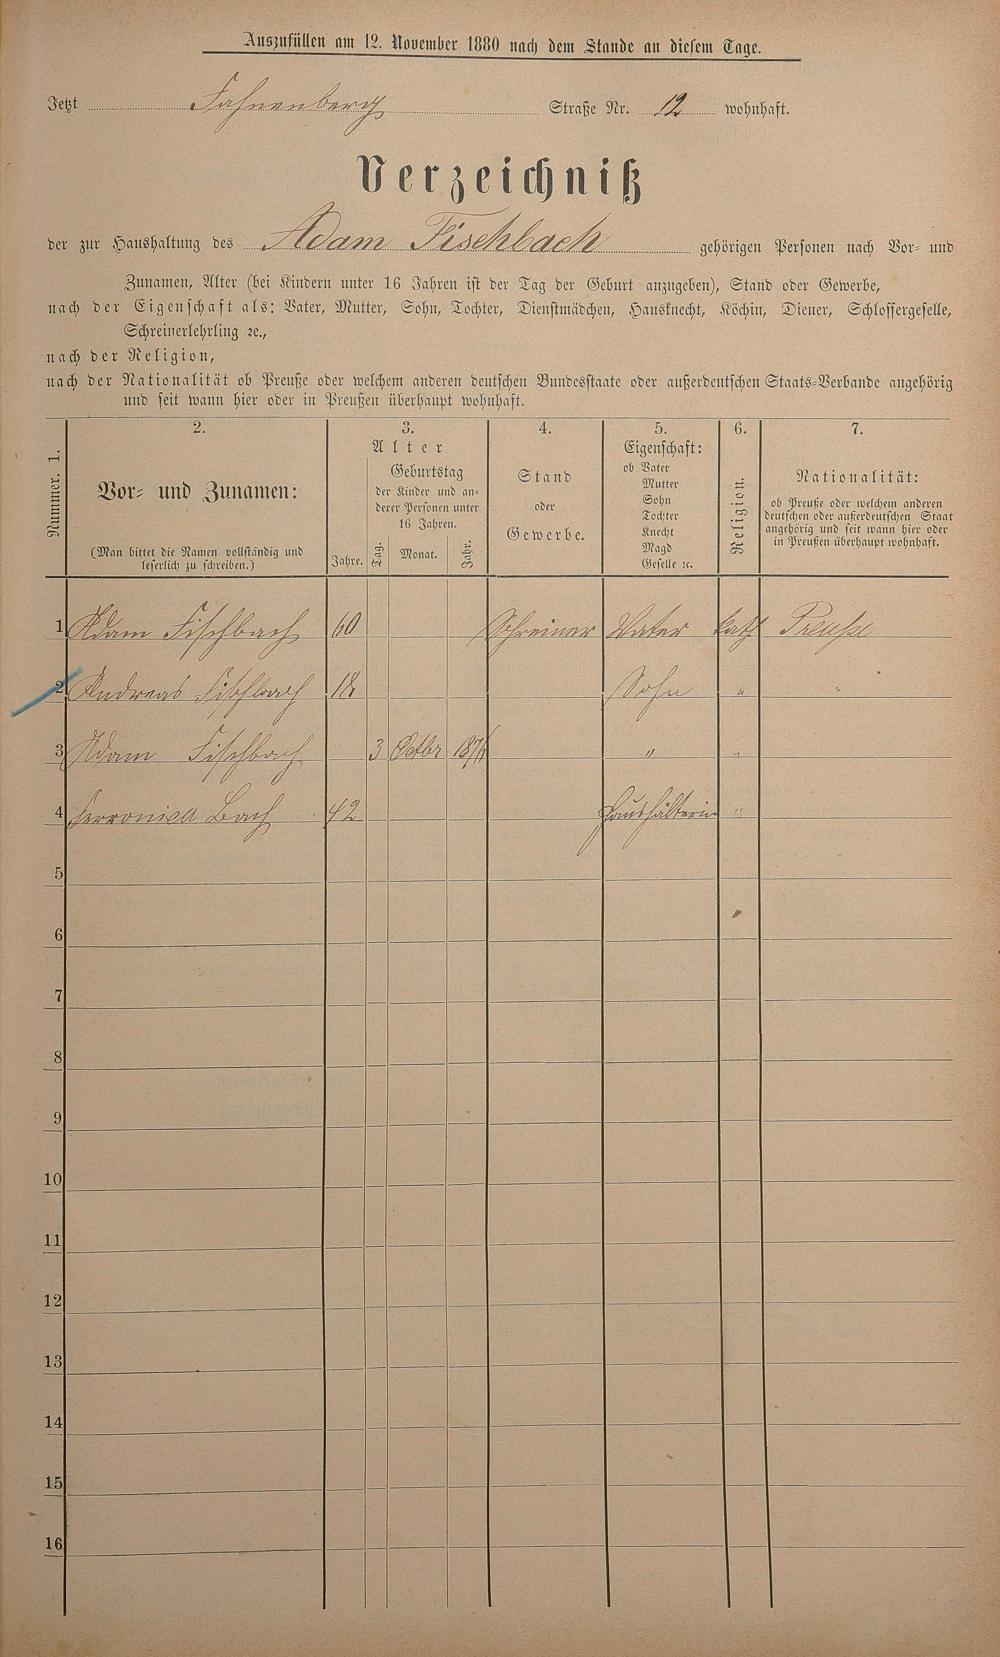 Auszufüllen am 12. November 1880 nach dem Stande an diesem Tage.
Jetzt Fahnenberg Straße Nr. 12 wohnhaft.
Verzeichniß
der zur Haushaltung des Adam Fischbach gehörigen Personen nach Vor- und
Zunamen, Alter (bei Kindern unter 16 Jahren ist der Tag der Geburt anzugeben), Stand oder Gewerbe,
nach der Eigenschaft als: Vater, Mutter, Sohn, Tochter, Dienstmädchen, Hausknecht, Köchin, Diener, Schlossergeselle,
Schreinerlehrling ꝛc.,
nach der Religion,
nach der Nationalität ob Preuße oder welchem anderen deutschen Bundesstaate oder außerdeutschen Staats-Verbande angehörig
und seit wann hier oder in Preußen überhaupt wohnhaft.
Nummer. 1.
2.
Vor- und Zunamen:
(Man bittet die Namen vollständig und
leserlich zu schreiben.)
3.
Alter
Jahre.
Geburtstag
der Kinder und an-
derer Personen unter
16 Jahren.
Tag. Monat. Jahr.
4.
Stand
oder
Gewerbe.
5.
Eigenschaft:
ob Vater
Mutter
Sohn
Tochter
Knecht
Magd
Geselle ꝛc.
6.
Religion.
7.
Nationalität:
ob Preuße oder welchem anderen
deutschen oder außerdeutschen Staat
angehörig und seit wann hier oder
in Preußen überhaupt wohnhaft.
1 Adam Fischbach 60 Schreiner Vater kath Preuße
2 Andreas Fischbach 18 Sohn " "
3 Adam Fischbach 3 Octbr " "
4 Bach 42 Haushälterin "
5
6
7
8
9
10
11
12
13
14
15
16